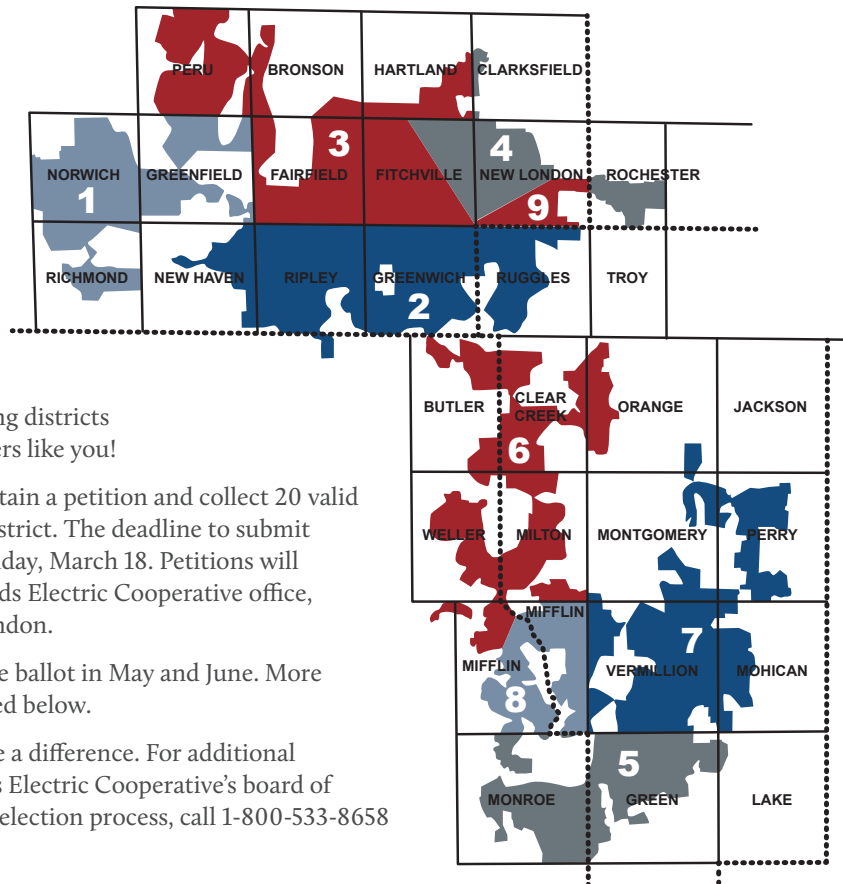 PERU BRONSON HARTLAND CLARKSFIELD
3 4
NORWICH GREENFIELD FAIRFIELD FITCHVILLE NEW LONDON ROCHESTER
1 9
RICHMOND NEW HAVEN RIPLEY GREENWICH RUGGLES TROY
2
BUTLER CLEAR CREEK ORANGE JACKSON
6
WELLER MILTON MONTGOMERY PERRY
MIFFLIN
MIFFLIN VERMILLION 7 MOHICAN
8
5
MONROE GREEN LAKE
ng districts
ers like you!
tain a petition and collect 20 valid
strict. The deadline to submit
day, March 18. Petitions will
ds Electric Cooperative office,
ndon.
e ballot in May and June. More
ed below.
e a difference. For additional
s Electric Cooperative’s board of
election process, call 1-800-533-8658